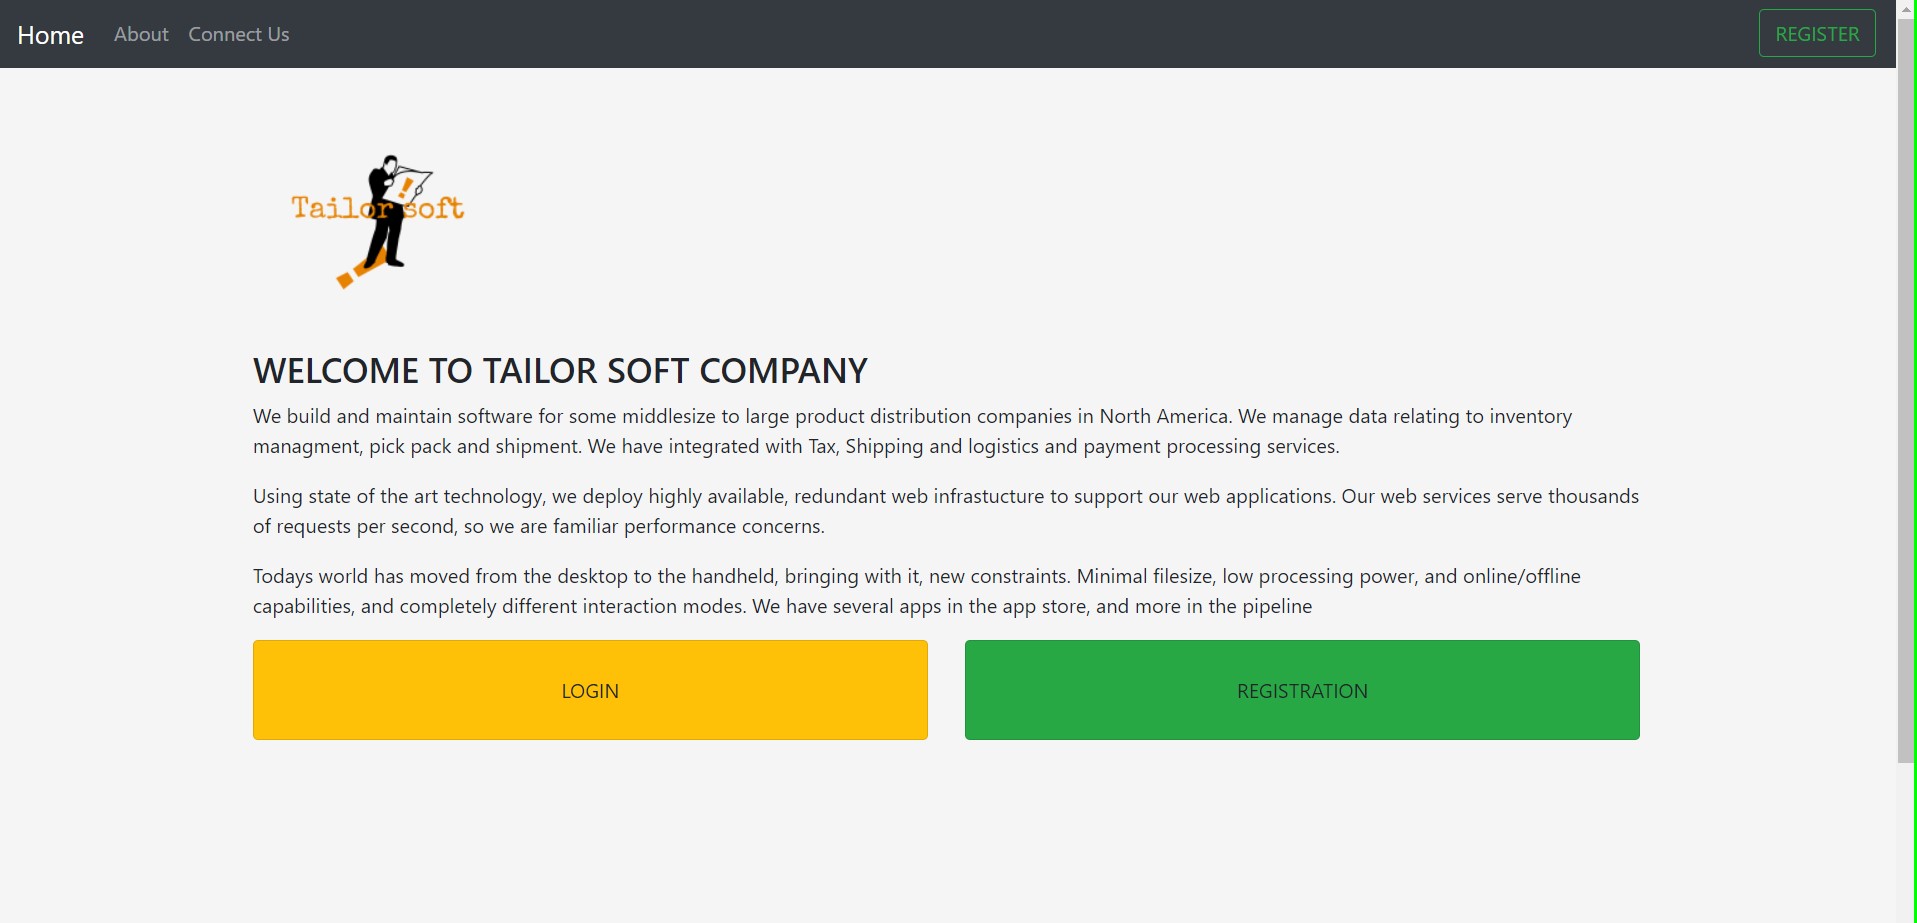 Home About Connect Us REGISTER
Tailor soft
WELCOME TO TAILOR SOFT COMPANY
We build and maintain software for some middlesize to large product distribution companies in North America. We manage data relating to inventory
managment, pick pack and shipment. We have integrated with Tax, Shipping and logistics and payment processing services.
Using state of the art technology, we deploy highly available, redundant web infrastucture to support our web applications. Our web services serve thousands
of requests per second, so we are familiar performance concerns.
Todays world has moved from the desktop to the handheld, bringing with it, new constraints. Minimal filesize, low processing power, and online/offline
capabilities, and completely different interaction modes. We have several apps in the app store, and more in the pipeline
LOGIN REGISTRATION